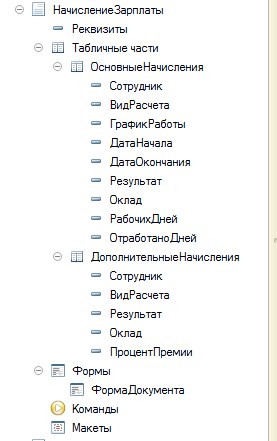 НачислениеЗарплаты
Реквизиты
Табличные части
ОсновныеНачисления
Сотрудник
ВидРасчета
ГрафикРаботы
ДатаНачала
ДатаОкончания
Результат
Оклад
РабочихДней
ОтработаноДней
ДополнительныеНачисления
Сотрудник
ВидРасчета
Результат
Оклад
ПроцентПремии
Формы
ФормаДокумента
Команды
Макеты